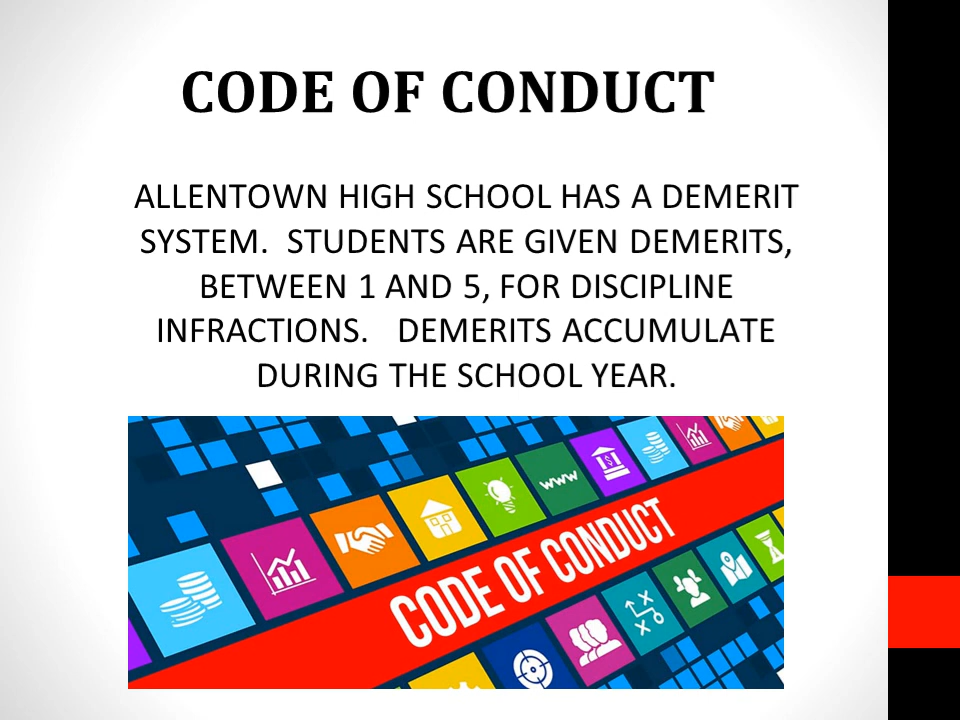 CODE OF CONDUCT
ALLENTOWN HIGH SCHOOL HAS A DEMERIT
SYSTEM.  STUDENTS ARE GIVEN DEMERITS,
BETWEEN 1 AND 5, FOR DISCIPLINE
INFRACTIONS.   DEMERITS ACCUMULATE
DURING THE SCHOOL YEAR.
$
www
CODE OF CONDUCT